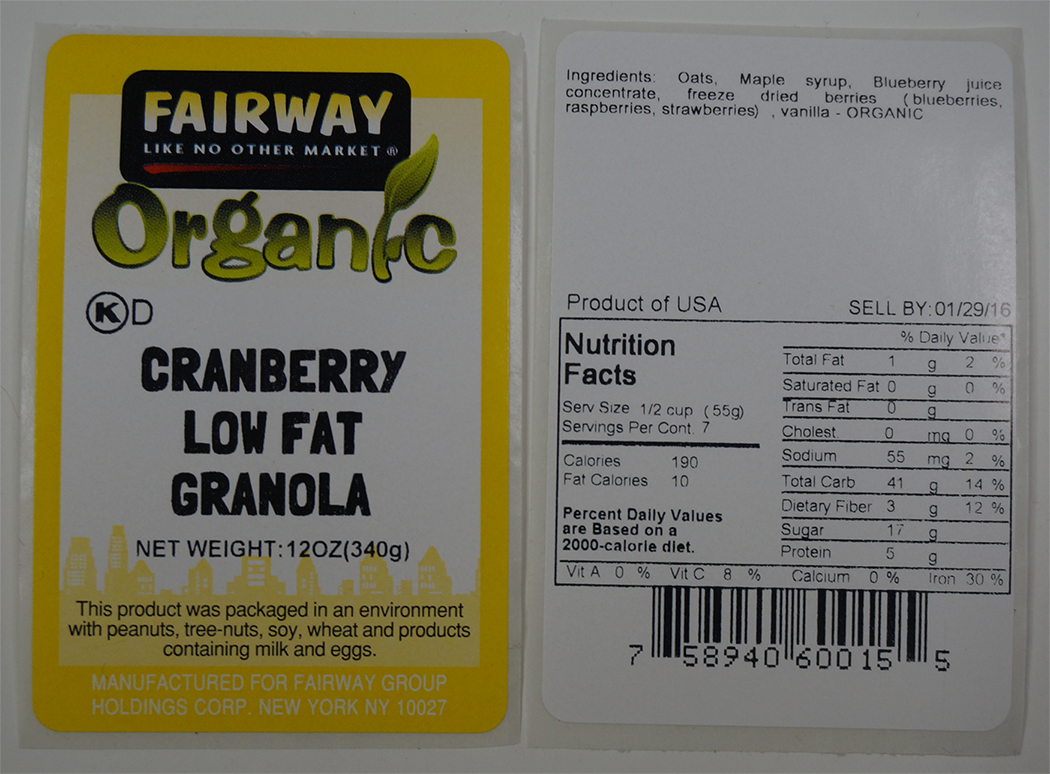 FAIRWAY
LIKE NO OTHER MARKET ®
Organic
K D
CRANBERRY
LOW FAT
GRANOLA
NET WEIGHT:12OZ(340g)
This product was packaged in an environment
with peanuts, tree-nuts, soy, wheat and products
containing milk and eggs.
MANUFACTURED FOR FAIRWAY GROUP
HOLDINGS CORP. NEW YORK NY 10027
Ingredients: Oats, Maple syrup, Blueberry juice
concentrate, freeze dried berries (blueberries,
raspberries, strawberries) , vanilla - ORGANIC
Product of USA SELL BY:01/29/16
Nutrition
Facts
Serv Size 1/2 cup (55g)
Servings Per Cont. 7
Calories 190
Fat Calories 10
Percent Daily Values
are Based on a
2000-calorie diet.
% Daily Value*
Total Fat 1 g 2 %
Saturated Fat 0 g 0 %
Trans Fat 0 g
Cholest. 0 mg 0 %
Sodium 55 mg 2 %
Total Carb 41 g 14 %
Dietary Fiber 3 g 12 %
Sugar 17 g
Protein 5 g
Vit A 0 % Vit C 8 % Calcium 0 % Iron 30 %
7 58940 60015 5